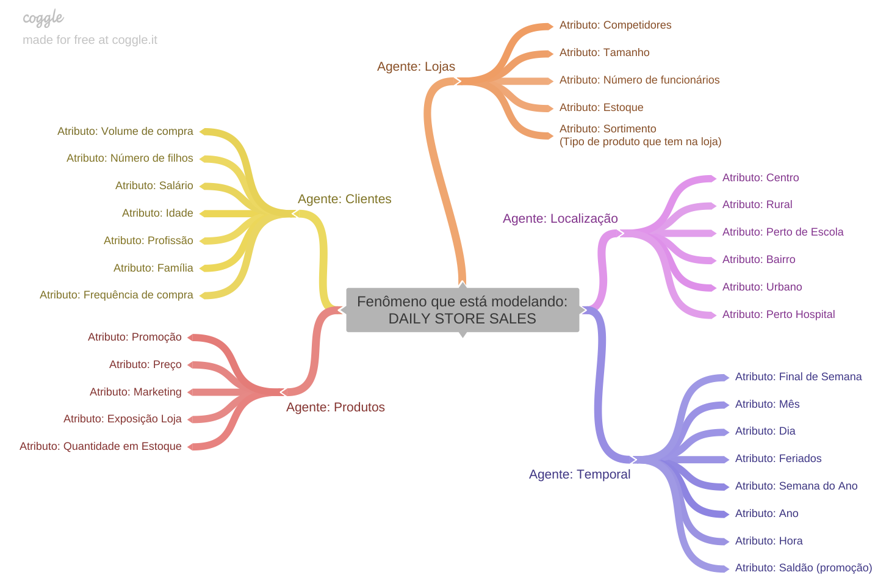 coggle
made for free at coggle.it
Agente: Lojas
Atributo: Competidores
Atributo: Tamanho
Atributo: Número de funcionários
Atributo: Estoque
Atributo: Sortimento
(Tipo de produto que tem na loja)
Agente: Clientes
Atributo: Volume de compra
Atributo: Número de filhos
Atributo: Salário
Atributo: Idade
Atributo: Profissão
Atributo: Família
Atributo: Frequência de compra
Agente: Localização
Atributo: Centro
Atributo: Rural
Atributo: Perto de Escola
Atributo: Bairro
Atributo: Urbano
Atributo: Perto Hospital
Fenômeno que está modelando:
DAILY STORE SALES
Agente: Produtos
Atributo: Promoção
Atributo: Preço
Atributo: Marketing
Atributo: Exposição Loja
Atributo: Quantidade em Estoque
Agente: Temporal
Atributo: Final de Semana
Atributo: Mês
Atributo: Dia
Atributo: Feriados
Atributo: Semana do Ano
Atributo: Ano
Atributo: Hora
Atributo: Saldão (promoção)